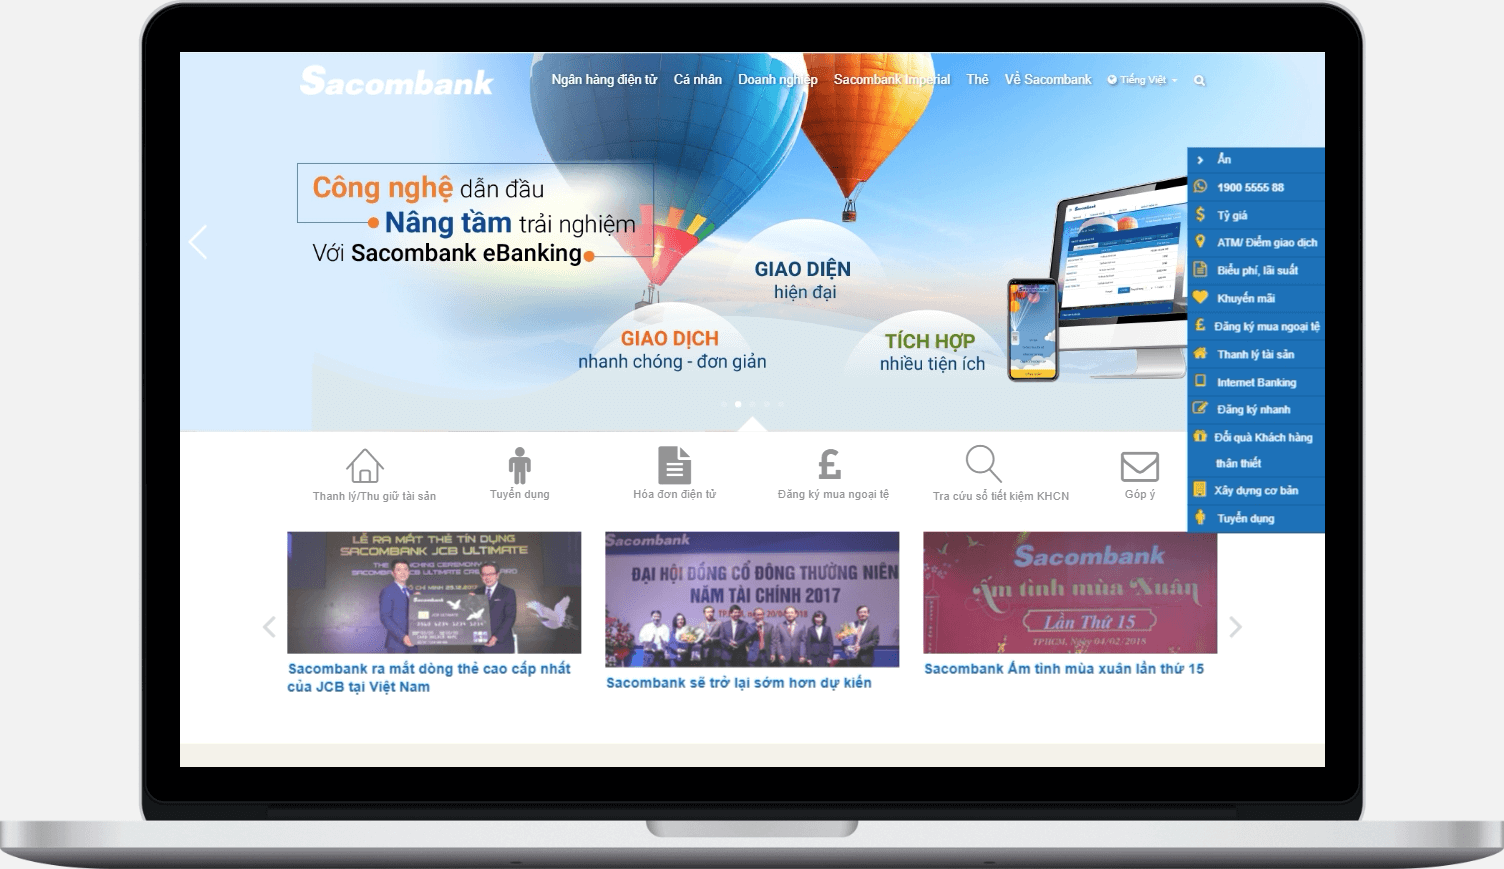 Sacombank
Ngân hàng điện tử Cá nhân Doanh nghiệp Sacombank Imperial Thẻ Về Sacombank Tiếng Việt
Công nghệ dẫn đầu
Nâng tầm trải nghiệm
Với Sacombank eBanking
GIAO DIỆN
hiện đại
GIAO DỊCH
nhanh chóng - đơn giản
TÍCH HỢP
nhiều tiện ích
Ẩn
1900 5555 88
Tỷ giá
ATM/ Điểm giao dịch
Biểu phí, lãi suất
Khuyến mãi
Đăng ký mua ngoại tệ
Thanh lý tài sản
Internet Banking
Đăng ký nhanh
Đổi quà Khách hàng
thân thiết
Xây dựng cơ bản
Tuyển dụng
Thanh lý/Thu giữ tài sản
Tuyển dụng
Hóa đơn điện tử
Đăng ký mua ngoại tệ
Tra cứu số tiết kiệm KHCN
Góp ý
LỄ RA MẮT THẺ TÍN DỤNG
SACOMBANK JCB ULTIMATE
Sacombank ra mắt dòng thẻ cao cấp nhất
của JCB tại Việt Nam
Sacombank
ĐẠI HỘI ĐỒNG CỔ ĐÔNG THƯỜNG NIÊN
NĂM TÀI CHÍNH 2017
Sacombank sẽ trở lại sớm hơn dự kiến
Sacombank
Ấm tình mùa Xuân
Lần Thứ 15
TPHCM, Ngày 04/02/2018
Sacombank Ấm tình mùa xuân lần thứ 15